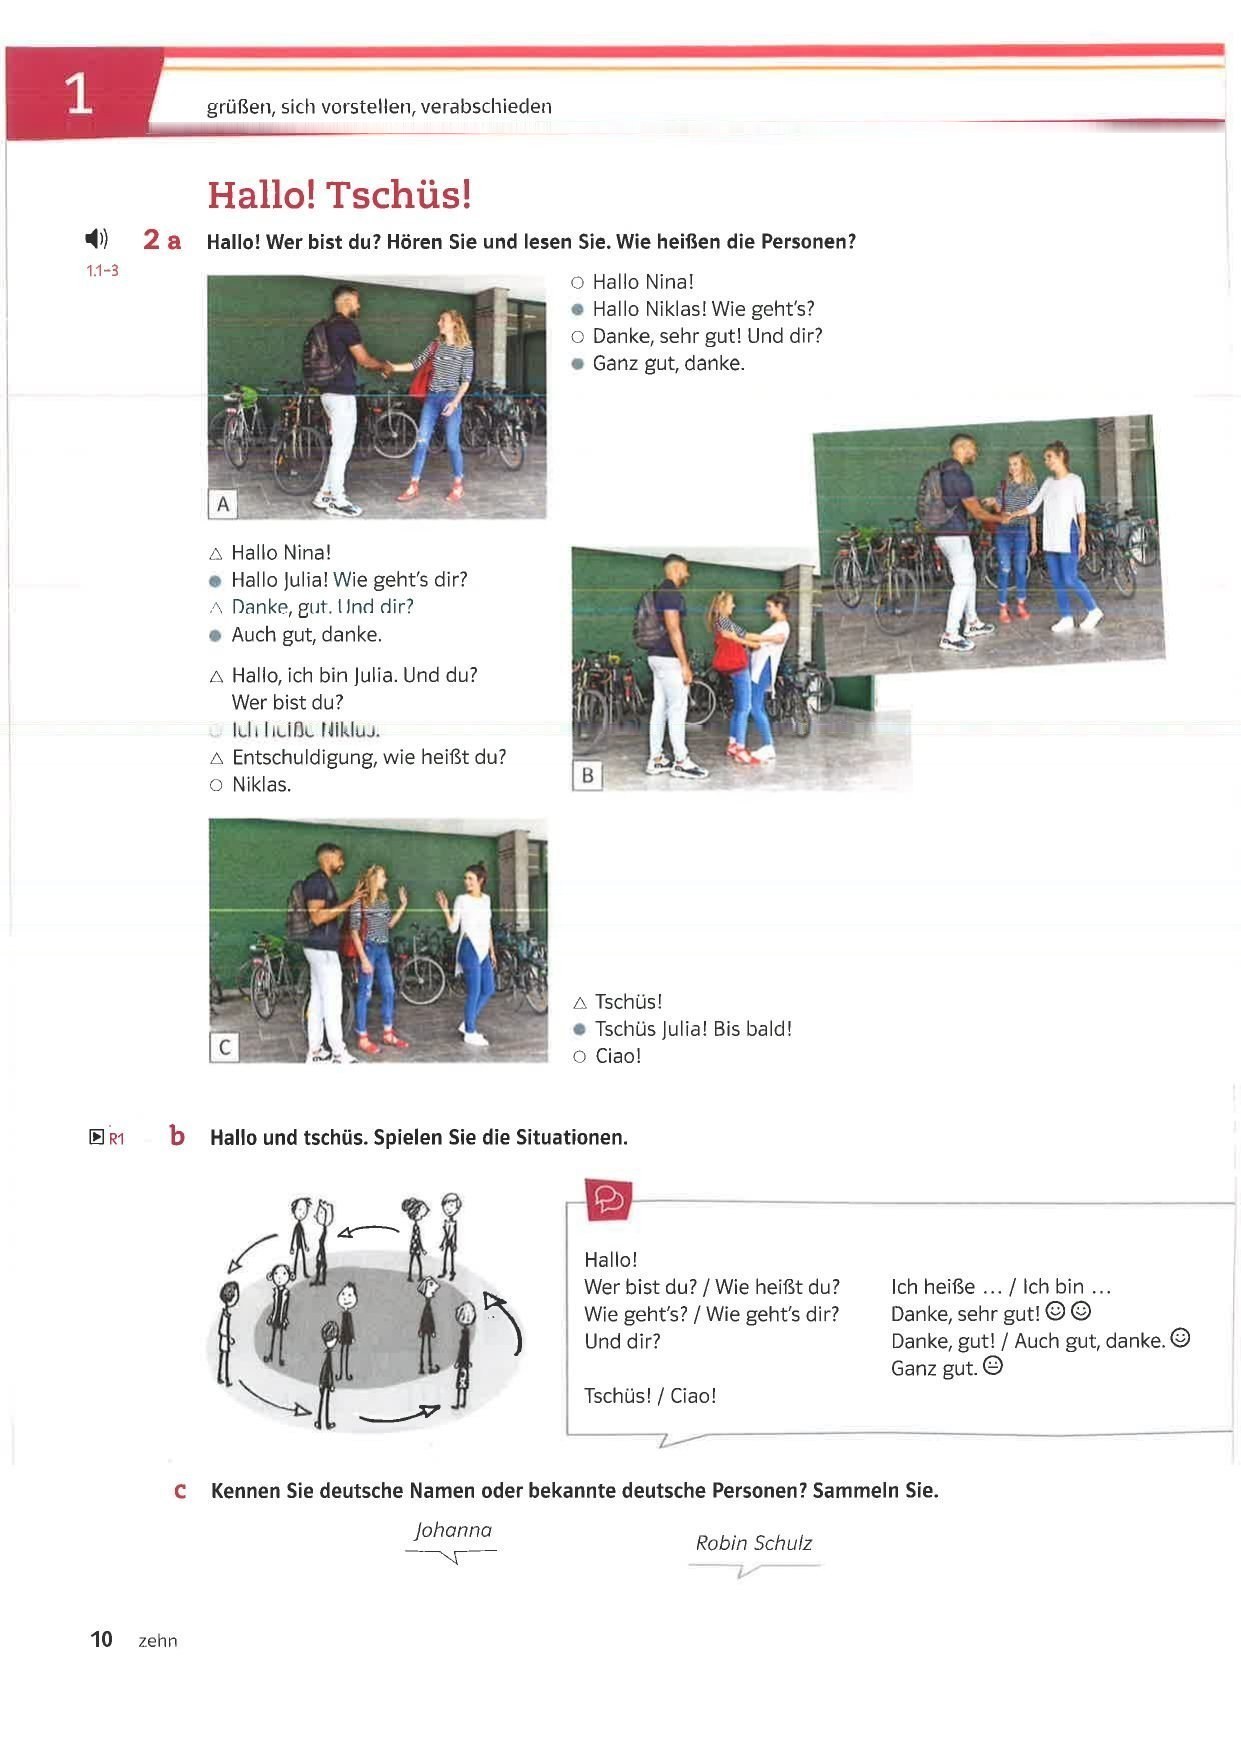 1
grüßen, sich vorstellen, verabschieden
Hallo! Tschüs!
2 a Hallo! Wer bist du? Hören Sie und lesen Sie. Wie heißen die Personen?
1.1–3
○ Hallo Nina!
● Hallo Niklas! Wie geht's?
○ Danke, sehr gut! Und dir?
● Ganz gut, danke.
A
△ Hallo Nina!
● Hallo Julia! Wie geht's dir?
△ Danke, gut. Und dir?
● Auch gut, danke.
△ Hallo, ich bin Julia. Und du?
Wer bist du?
○ Ich heiße Niklas.
△ Entschuldigung, wie heißt du?
○ Niklas.
B
C
△ Tschüs!
● Tschüs Julia! Bis bald!
○ Ciao!
R1 b Hallo und tschüs. Spielen Sie die Situationen.
Hallo!
Wer bist du? / Wie heißt du? Ich heiße ... / Ich bin ...
Wie geht's? / Wie geht's dir? Danke, sehr gut! ☺ ☺
Und dir? Danke, gut! / Auch gut, danke. ☺
Ganz gut. 😐
Tschüs! / Ciao!
c Kennen Sie deutsche Namen oder bekannte deutsche Personen? Sammeln Sie.
Johanna
Robin Schulz
10 zehn